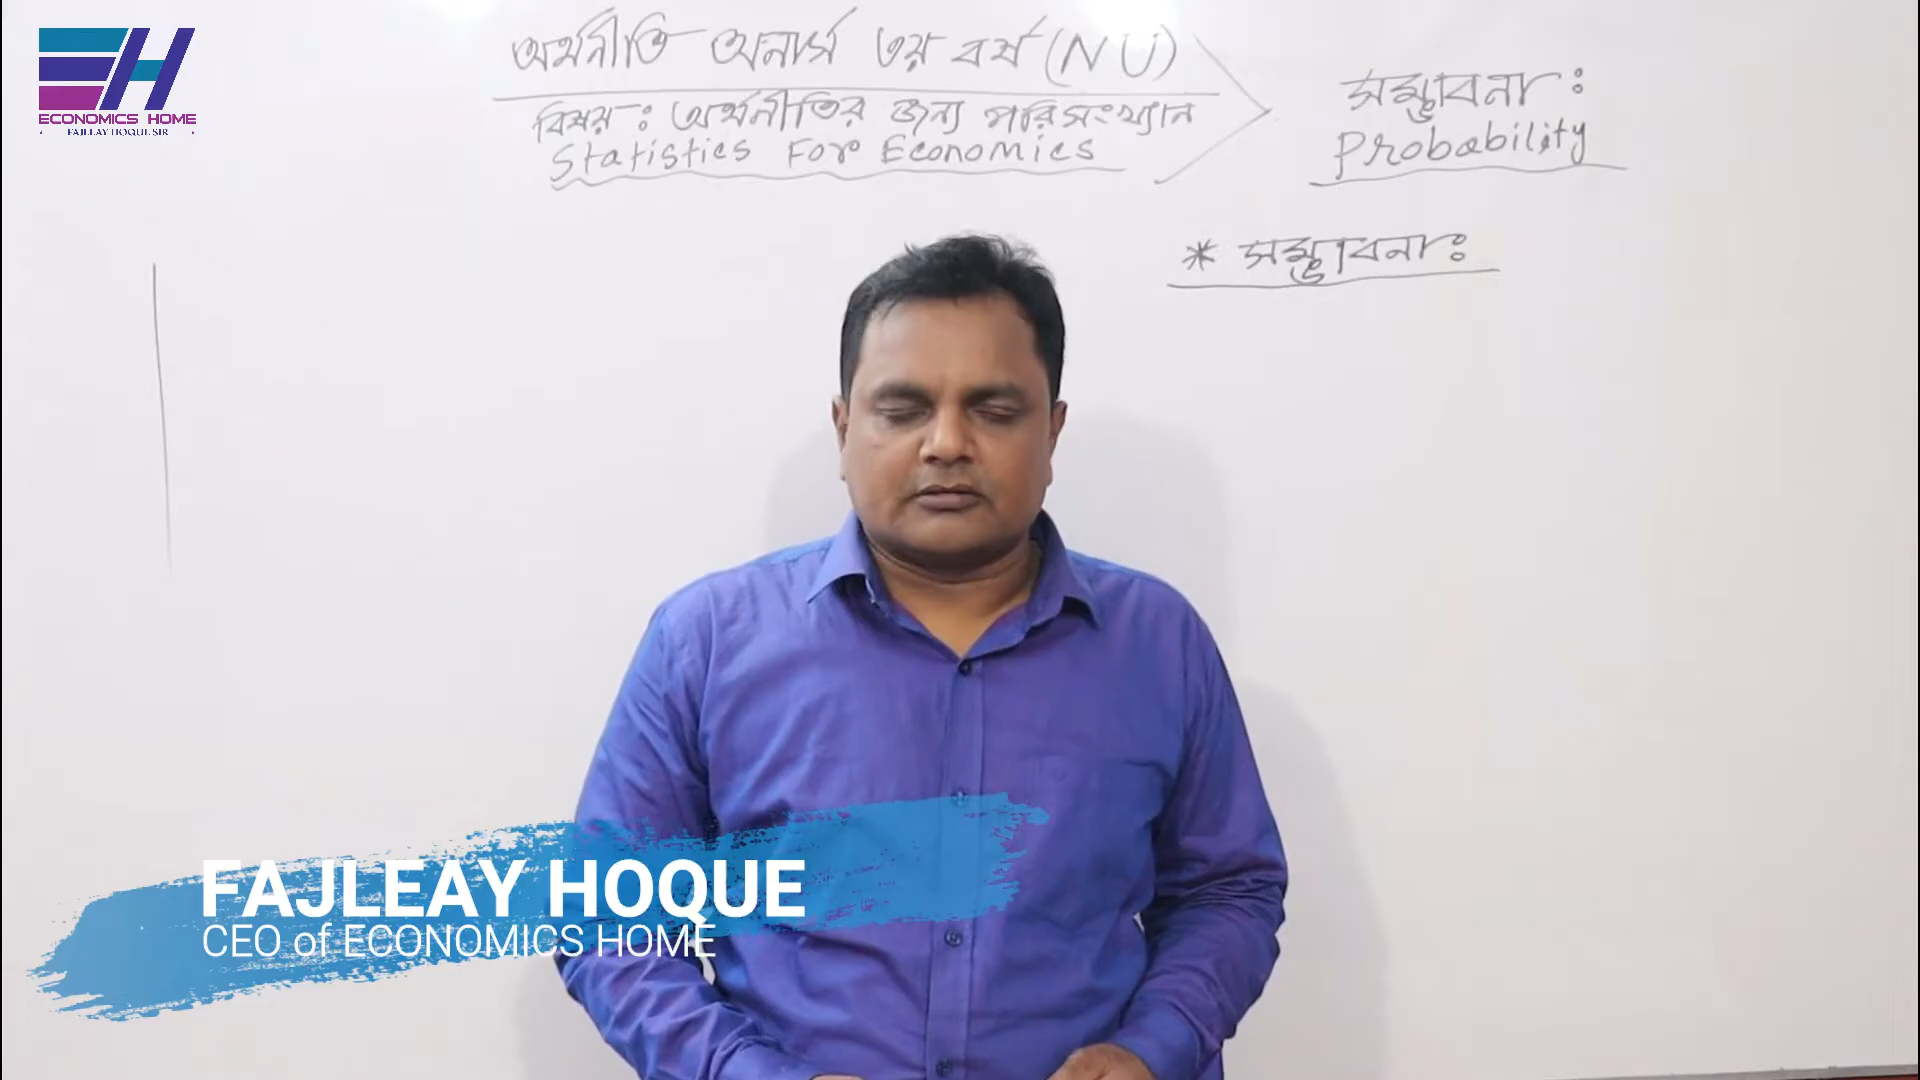 ECONOMICS HOME
FAJLEAY HOQUE SIR
অর্থনীতি অনার্স ৩য় বর্ষ (NU)
বিষয়ঃ অর্থনীতির জন্য পরিসংখ্যান
Statistics For Economics
সম্ভাবনাঃ
Probability
* সম্ভাবনাঃ
FAJLEAY HOQUE
CEO of ECONOMICS HOME